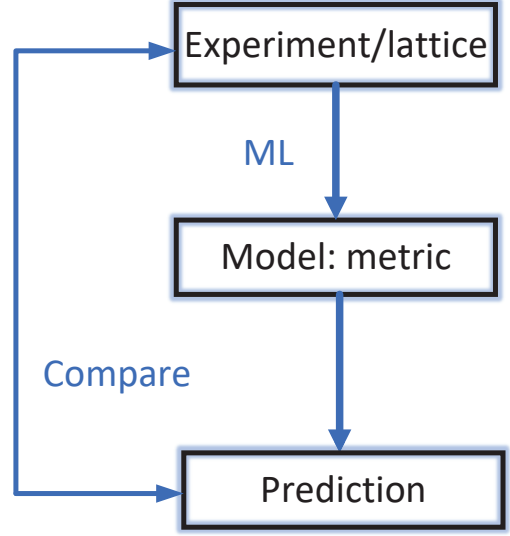 Experiment/lattice
ML
Model: metric
Compare
Prediction